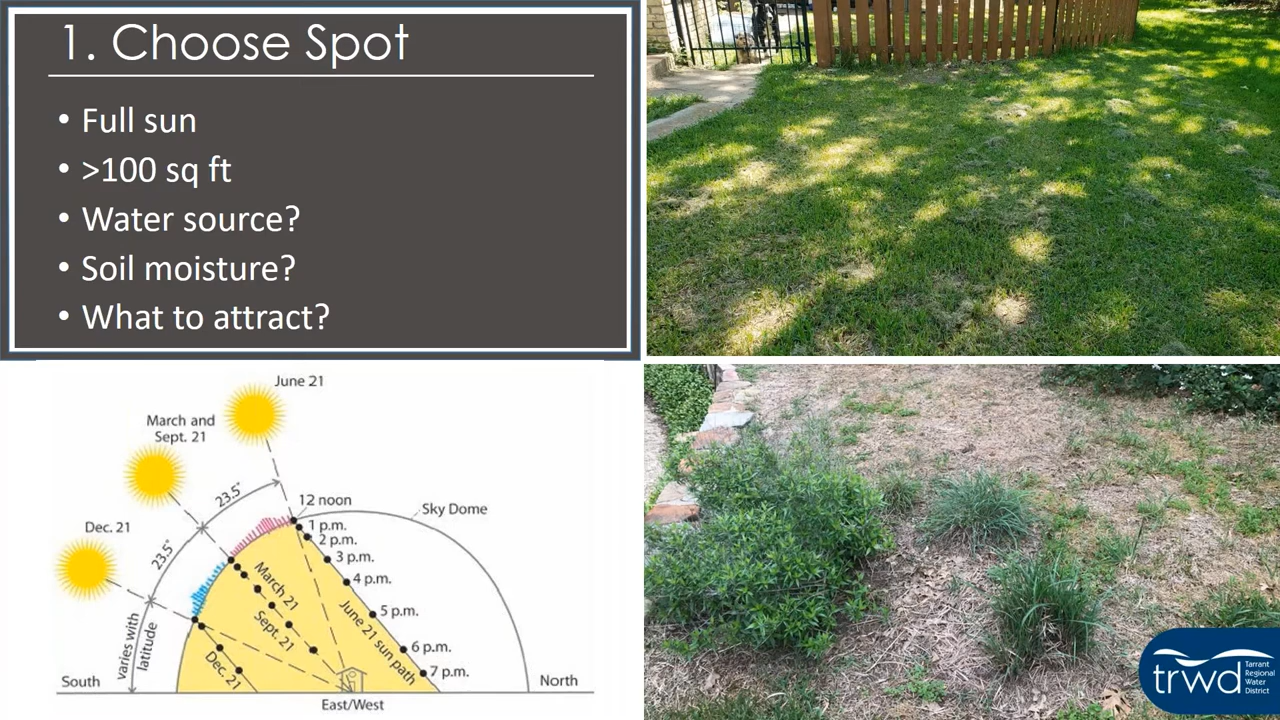 1. Choose Spot
• Full sun
• >100 sq ft
• Water source?
• Soil moisture?
• What to attract?
June 21
March and
Sept. 21
Dec. 21
23.5°
23.5°
varies with
latitude
12 noon
1 p.m.
2 p.m.
3 p.m.
4 p.m.
5 p.m.
6 p.m.
7 p.m.
Sky Dome
March 21
Sept. 21
Dec. 21
June 21 sun path
South
North
East/West
trwd
Tarrant
Regional
Water
District